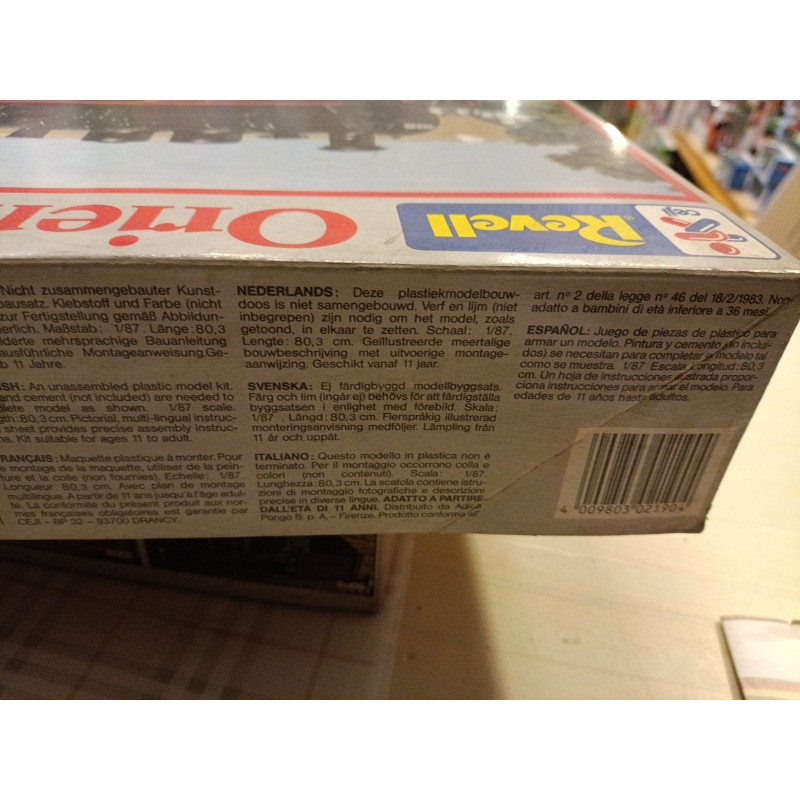 Orien
Revell
ceji
Nicht zusammengebauter Kunst-
bausatz. Klebstoff und Farbe (nicht
zur Fertigstellung gemäß Abbildun-
erlich. Maßstab: 1/87. Länge: 80,3
lderte mehrsprachige Bauanleitung
ausführliche Montageanweisung. Ge-
b 11 Jahre.
SH: An unassembled plastic model kit.
and cement (not included) are needed to
lete model as shown. 1/87 scale.
gth: 80,3 cm. Pictorial, multi-lingual instruc-
sheet provides precise assembly instruc-
ns. Kit suitable for ages 11 to adult.
FRANÇAIS: Maquette plastique à monter. Pour
e montage de la maquette, utiliser de la pein-
ture et la colle (non fournies). Echelle: 1/87.
Longueur: 80,3 cm. Avec plan de montage
multilingue. A partir de 11 ans jusqu'à l'âge adul-
te. La conformité du présent produit aux nor-
mes françaises obligatoires est garantie par
CEJI - BP 32 - 93700 DRANCY.
NEDERLANDS: Deze plastiekmodelbouw-
doos is niet samengebouwd. Verf en lijm (niet
inbegrepen) zijn nodig om het model, zoals
getoond, in elkaar te zetten. Schaal: 1/87.
Lengte: 80,3 cm. Geïllustreerde meertalige
bouwbeschrijving met uitvoerige montage-
aanwijzing. Geschikt vanaf 11 jaar.
SVENSKA: Ej färdigbyggd modellbyggsats.
Färg och lim (ingår ej) behövs för att färdigställa
byggsatsen i enlighet med förebild. Skala:
1/87. Längd: 80,3 cm. Flerspråkig illustrerad
monteringsanvisning medföljer. Lämpling från
11 år och uppåt.
ITALIANO: Questo modello in plastica non è
terminato. Per il montaggio occorrono colla e
colori (non contenuti). Scala: 1/87.
Lunghezza: 80,3 cm. La scatola contiene istru-
zioni di montaggio fotografiche e descrizioni
precise in diverse lingue. ADATTO A PARTIRE
DALL'ETA DI 11 ANNI. Distribuito da Adica
Pongo S. p. A. – Firenze. Prodotto conforme all'
art. nº 2 della legge nº 46 del 18/2/1983. Non
adatto a bambini di età inferiore a 36 mesi.
ESPAÑOL: Juego de piezas de plástico para
armar un modelo. Pintura y cemento (no inclui-
dos) se necesitan para completar el modelo tal
como se muestra. 1/87 Escala. Longitud: 80,3
cm. Un hoja de instrucciones ilustrada propor-
ciona instrucciones para armar el modelo. Para
edades de 11 años hasta adultos.
4 009803 021904